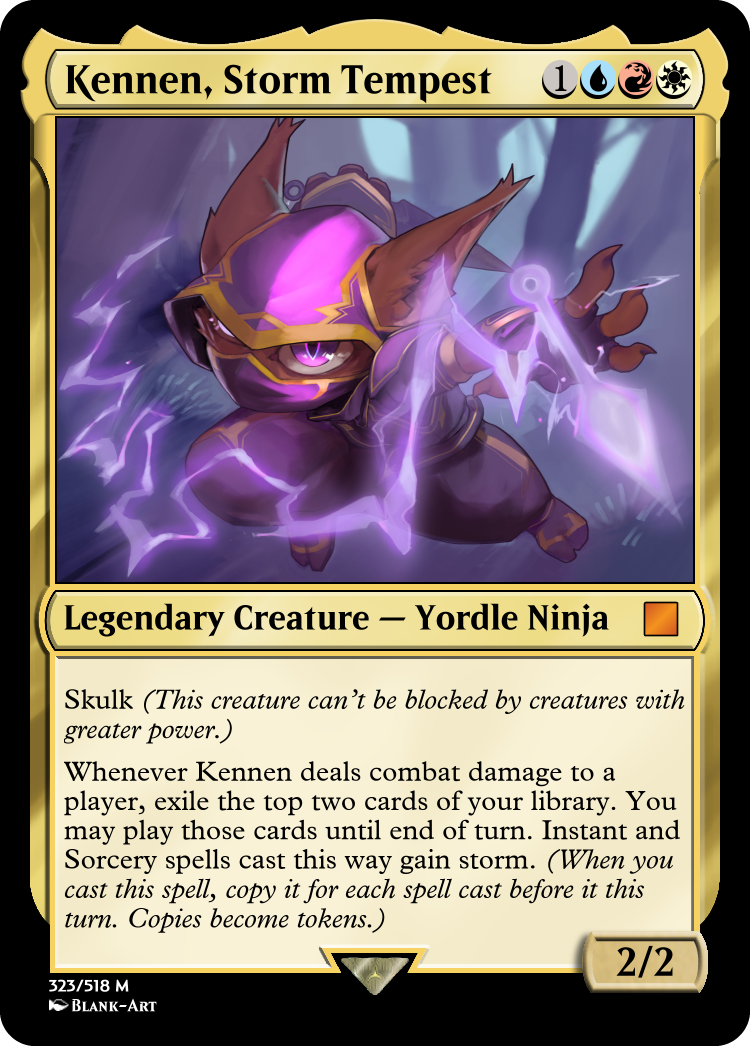 Kennen, Storm Tempest 1
Legendary Creature — Yordle Ninja
Skulk (This creature can't be blocked by creatures with
greater power.)
Whenever Kennen deals combat damage to a
player, exile the top two cards of your library. You
may play those cards until end of turn. Instant and
Sorcery spells cast this way gain storm. (When you
cast this spell, copy it for each spell cast before it this
turn. Copies become tokens.)
2/2
323/518 M
Blank-Art